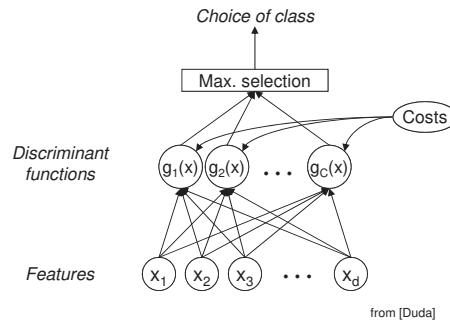 Choice of class
Max. selection
Costs
Discriminant
functions
g1(x) g2(x) ... gC(x)
Features
x1 x2 x3 ... xd
from [Duda]